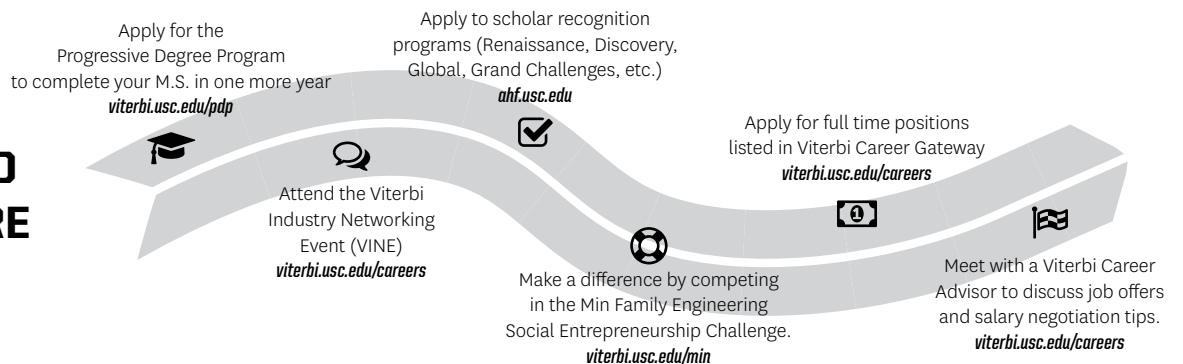 Apply for the
Progressive Degree Program
to complete your M.S. in one more year
viterbi.usc.edu/pdp
Attend the Viterbi
Industry Networking
Event (VINE)
viterbi.usc.edu/careers
Apply to scholar recognition
programs (Renaissance, Discovery,
Global, Grand Challenges, etc.)
ahf.usc.edu
Make a difference by competing
in the Min Family Engineering
Social Entrepreneurship Challenge.
viterbi.usc.edu/min
Apply for full time positions
listed in Viterbi Career Gateway
viterbi.usc.edu/careers
1
Meet with a Viterbi Career
Advisor to discuss job offers
and salary negotiation tips.
viterbi.usc.edu/careers